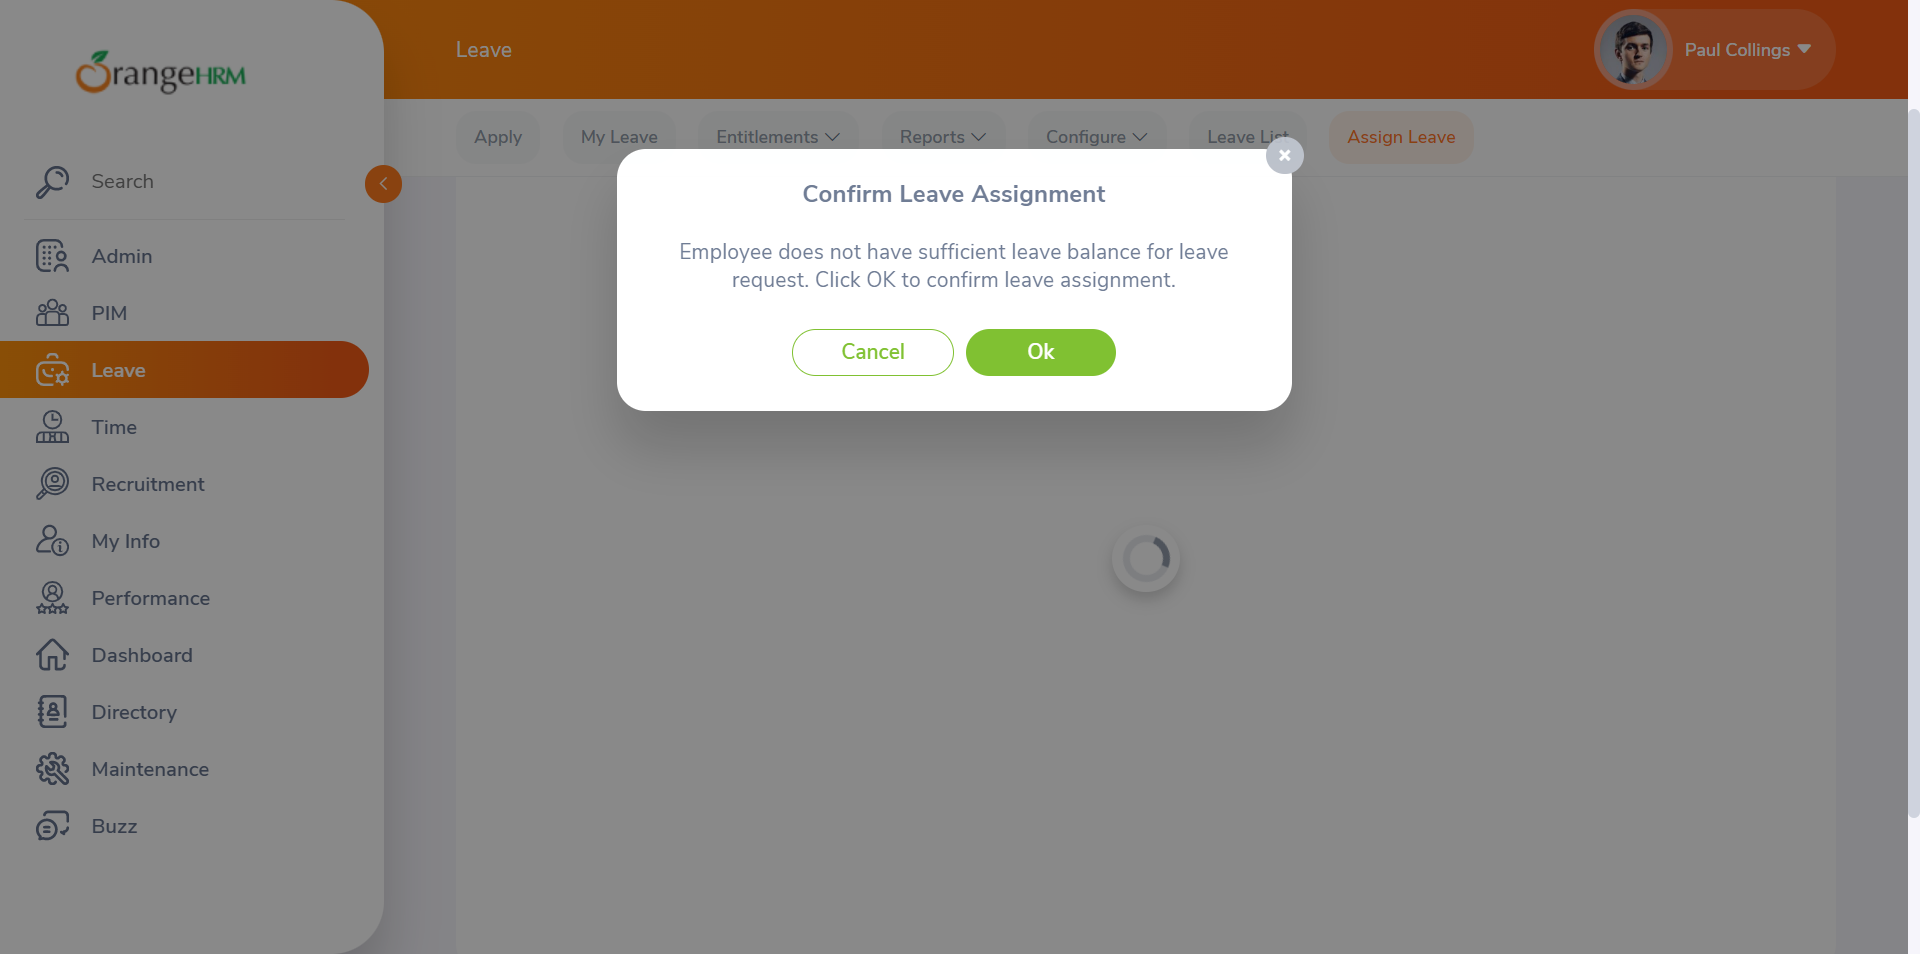 OrangeHRM
Leave
Paul Collings
Search
Admin
PIM
Leave
Time
Recruitment
My Info
Performance
Dashboard
Directory
Maintenance
Buzz
Apply
My Leave
Entitlements
Reports
Configure
Leave List
Assign Leave
Confirm Leave Assignment
Employee does not have sufficient leave balance for leave
request. Click OK to confirm leave assignment.
Cancel
Ok